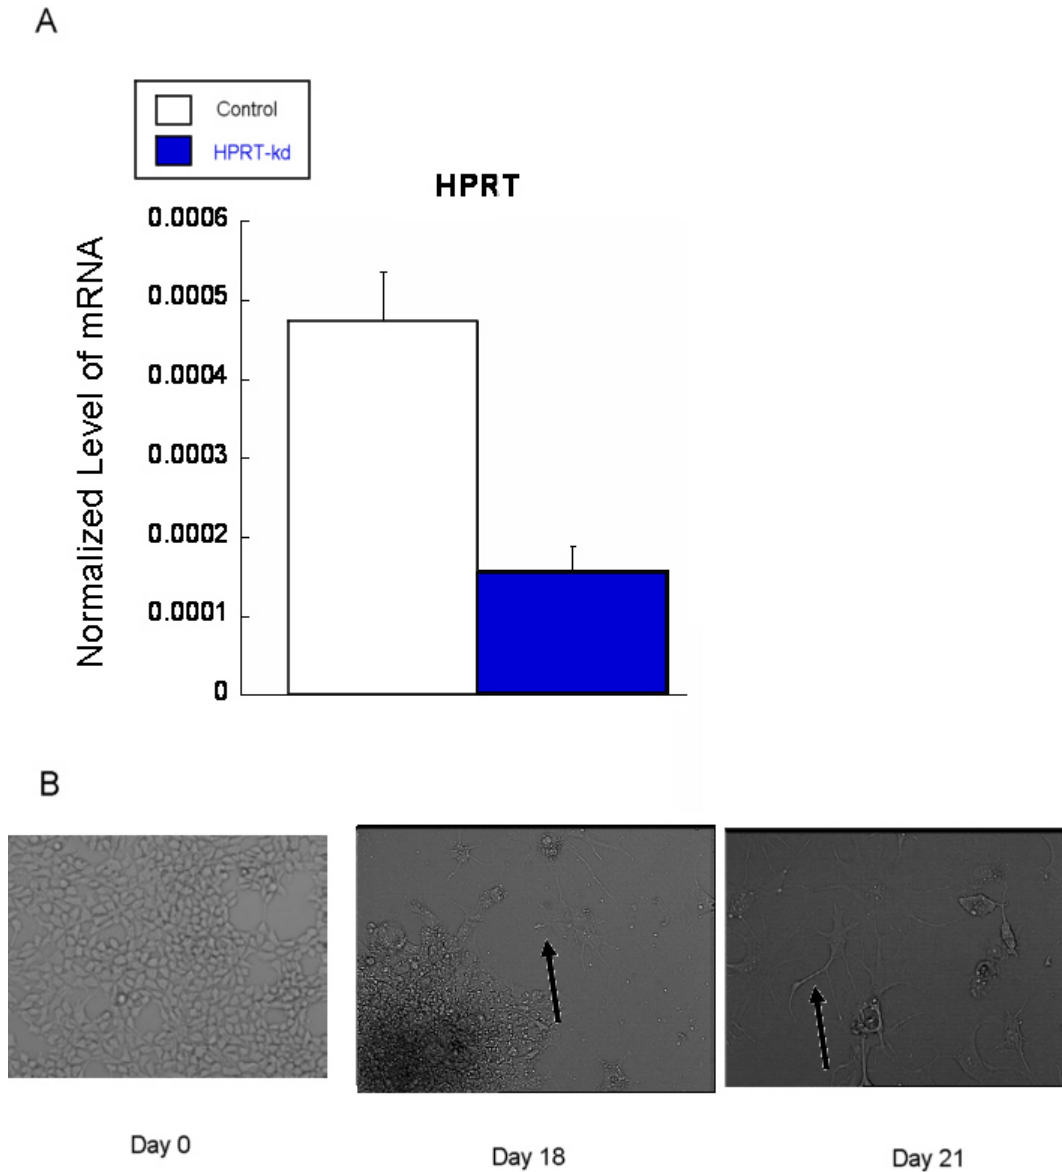 A
Control
HPRT-kd
HPRT
Normalized Level of mRNA
0.0006
0.0005
0.0004
0.0003
0.0002
0.0001
0
B
Day 0
Day 18
Day 21